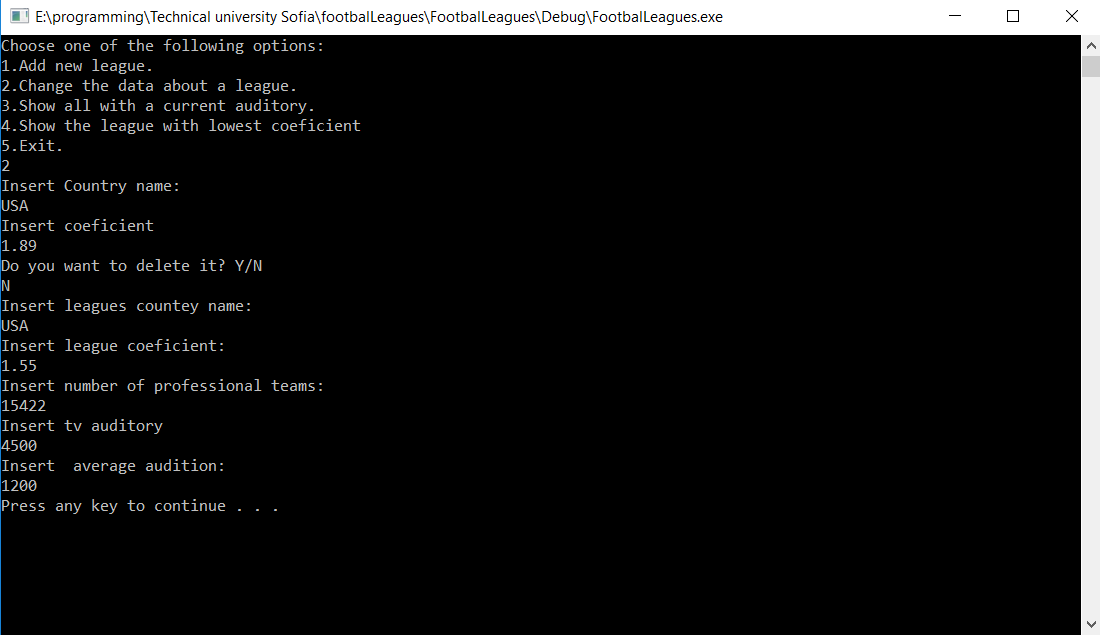 E:\programming\Technical university Sofia\footbalLeagues\FootbalLeagues\Debug\FootbalLeagues.exe
Choose one of the following options:
1.Add new league.
2.Change the data about a league.
3.Show all with a current auditory.
4.Show the league with lowest coeficient
5.Exit.
2
Insert Country name:
USA
Insert coeficient
1.89
Do you want to delete it? Y/N
N
Insert leagues countey name:
USA
Insert league coeficient:
1.55
Insert number of professional teams:
15422
Insert tv auditory
4500
Insert  average audition:
1200
Press any key to continue . . .